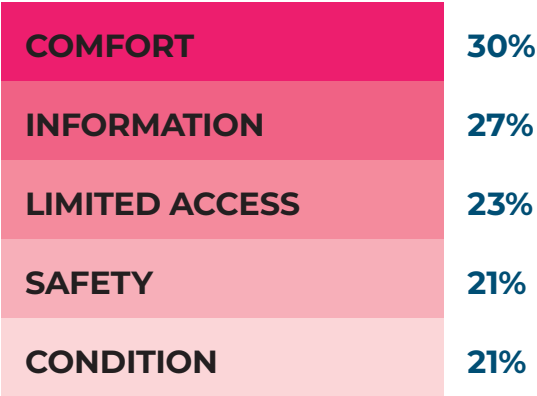 COMFORT 30%
INFORMATION 27%
LIMITED ACCESS 23%
SAFETY 21%
CONDITION 21%